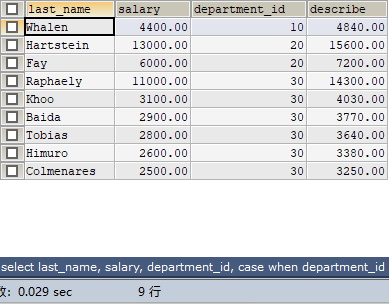 last_name salary department_id describe
Whalen 4400.00 10 4840.00
Hartstein 13000.00 20 15600.00
Fay 6000.00 20 7200.00
Raphaely 11000.00 30 14300.00
Khoo 3100.00 30 4030.00
Baida 2900.00 30 3770.00
Tobias 2800.00 30 3640.00
Himuro 2600.00 30 3380.00
Colmenares 2500.00 30 3250.00
select last_name, salary, department_id, case when department_id
: 0.029 sec 9 行